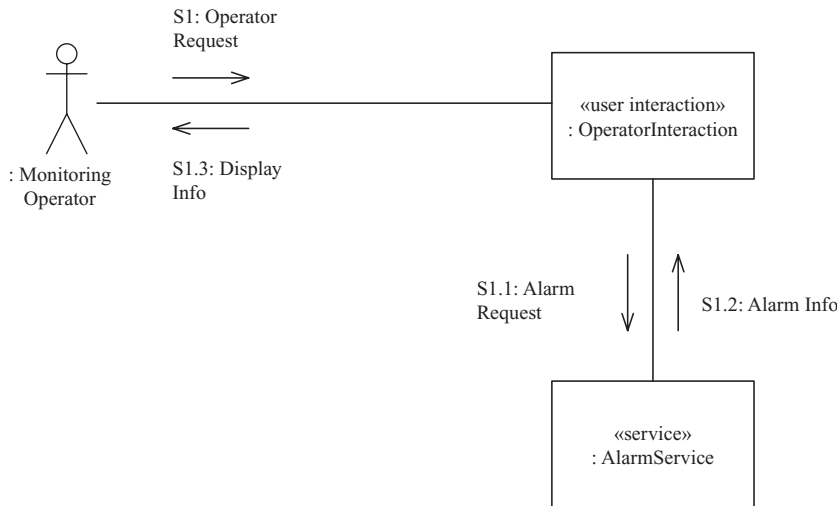 S1: Operator
Request
«user interaction»
: OperatorInteraction
S1.3: Display
Info
: Monitoring
Operator
S1.1: Alarm
Request
S1.2: Alarm Info
«service»
: AlarmService